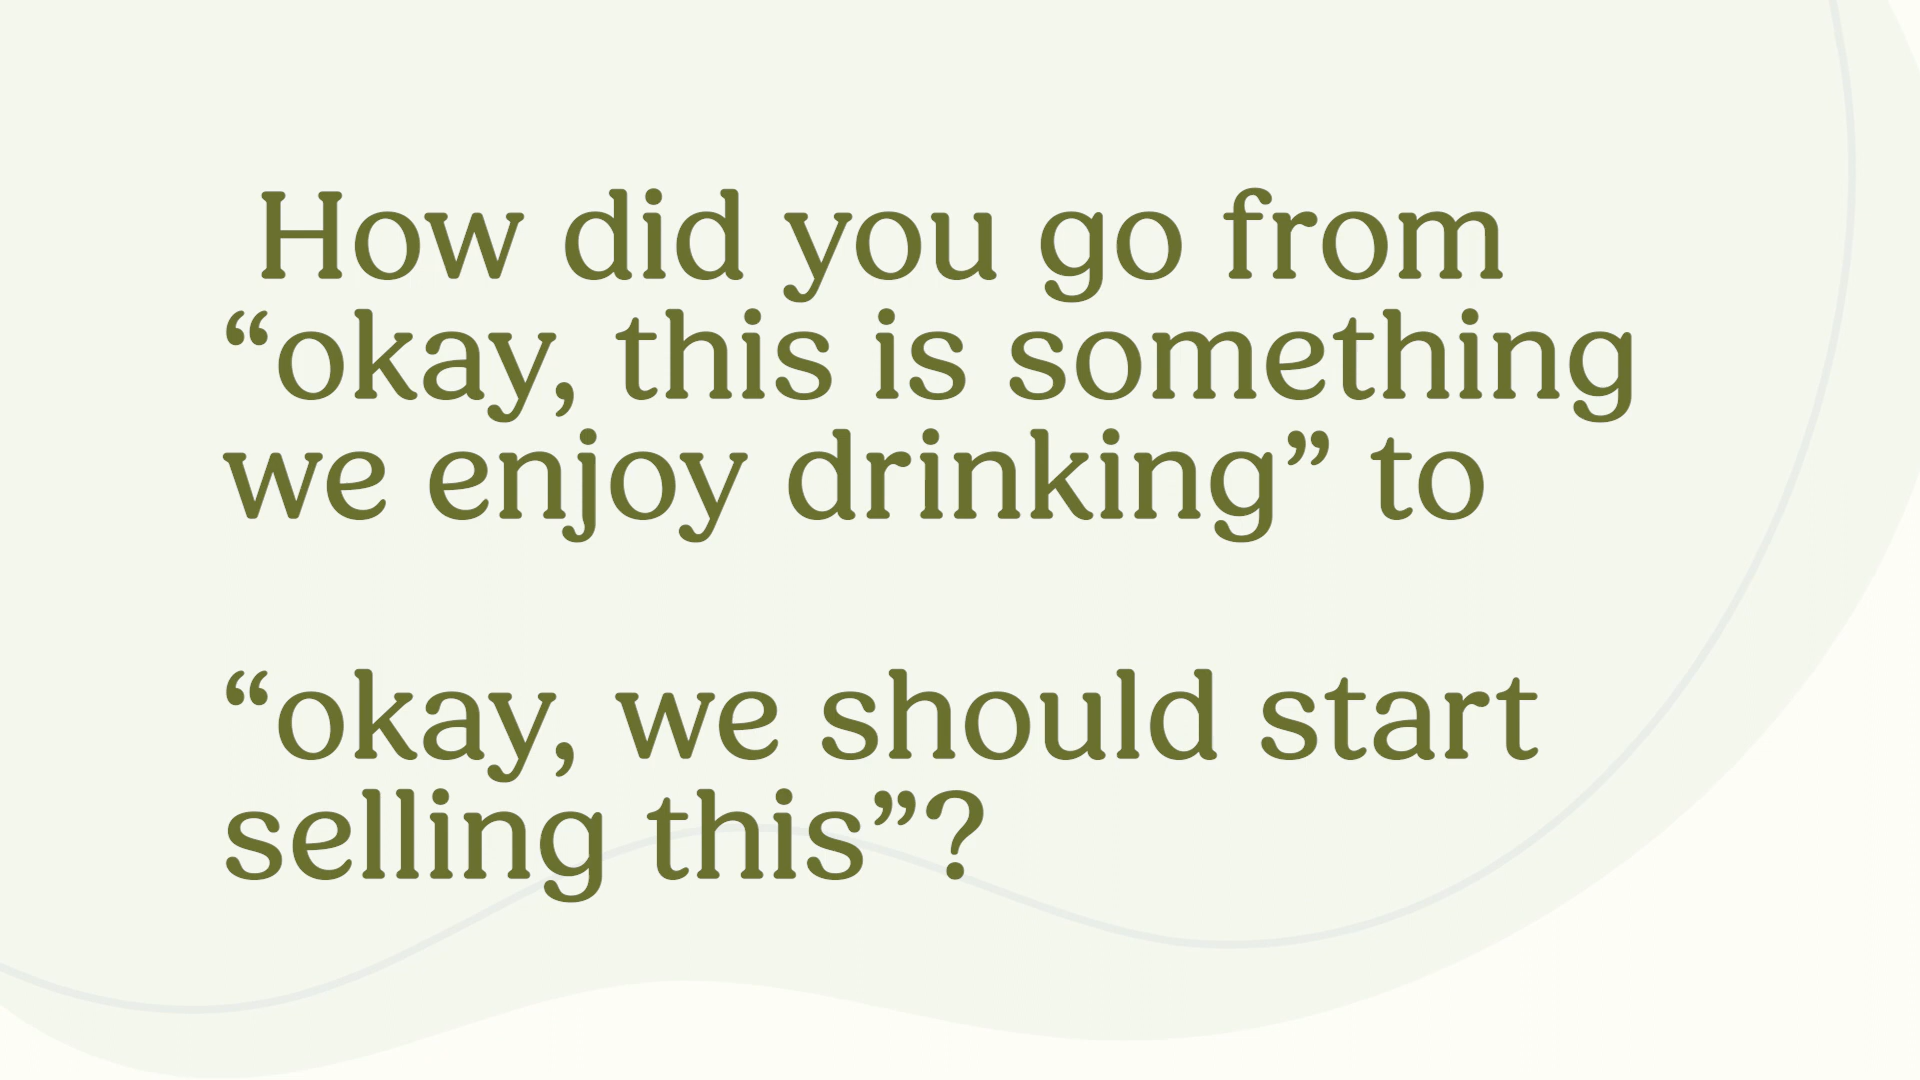 How did you go from
“okay, this is something
we enjoy drinking” to
“okay, we should start
selling this”?